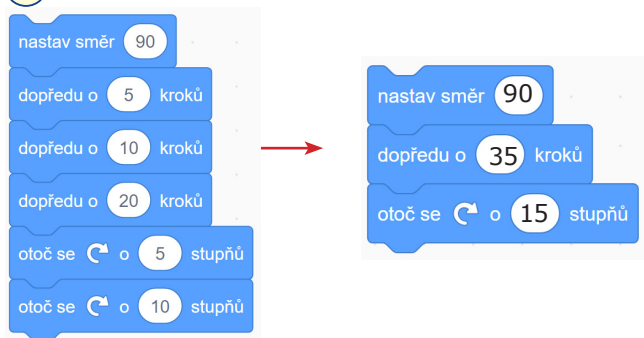 nastav směr 90
dopředu o 5 kroků
dopředu o 10 kroků
dopředu o 20 kroků
otoč se o 5 stupňů
otoč se o 10 stupňů
nastav směr 90
dopředu o 35 kroků
otoč se o 15 stupňů